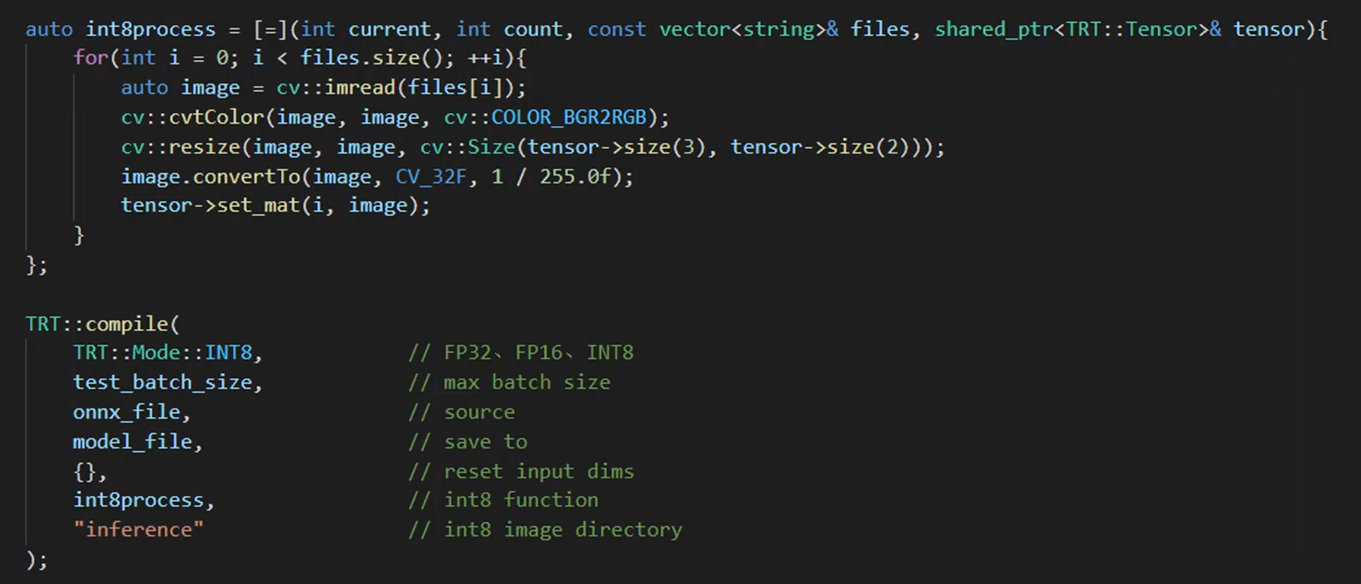 auto int8process = [=](int current, int count, const vector<string>& files, shared_ptr<TRT::Tensor>& tensor){
    for(int i = 0; i < files.size(); ++i){
        auto image = cv::imread(files[i]);
        cv::cvtColor(image, image, cv::COLOR_BGR2RGB);
        cv::resize(image, image, cv::Size(tensor->size(3), tensor->size(2)));
        image.convertTo(image, CV_32F, 1 / 255.0f);
        tensor->set_mat(i, image);
    }
};

TRT::compile(
    TRT::Mode::INT8,            // FP32、FP16、INT8
    test_batch_size,            // max batch size
    onnx_file,                  // source
    model_file,                 // save to
    {},                         // reset input dims
    int8process,                // int8 function
    "inference"                 // int8 image directory
);